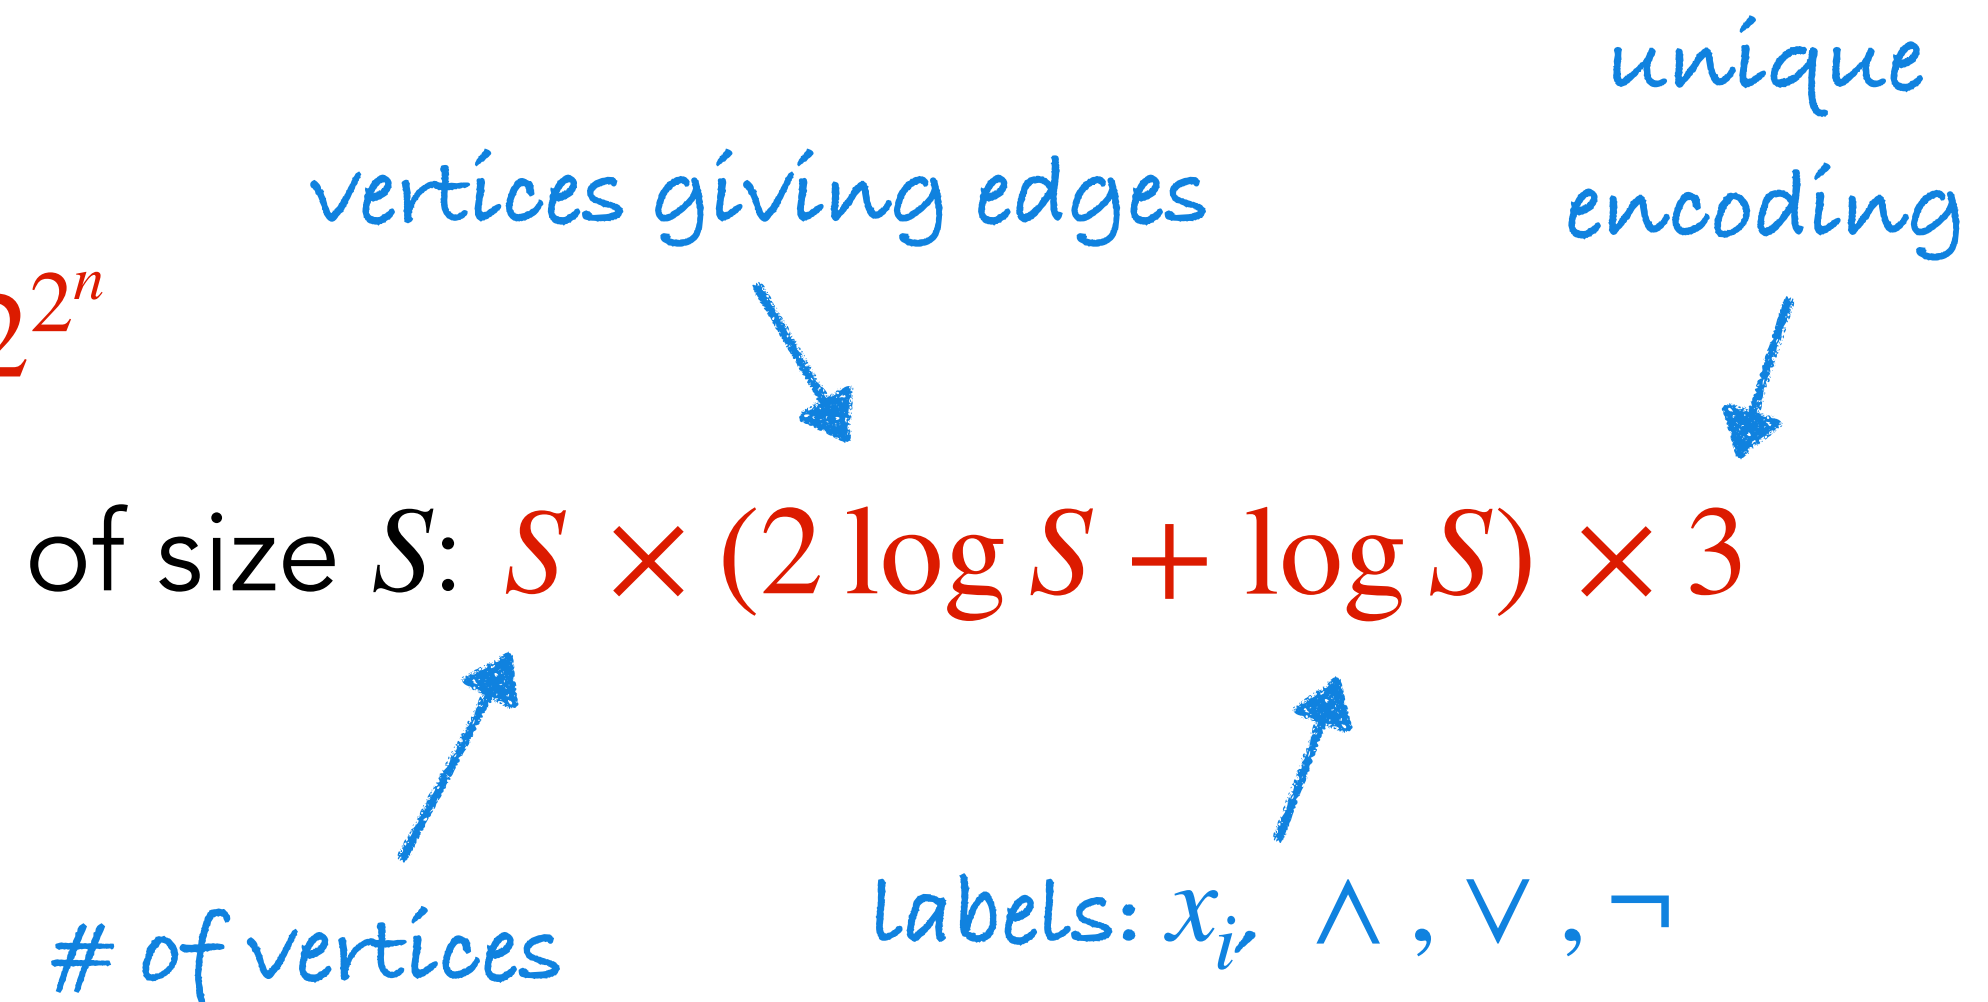 unique
vertices giving edges
encoding
2^{2^n}
of size S: S × (2 log S + log S) × 3
# of vertices
labels: x_i, ∧ , ∨ , ¬